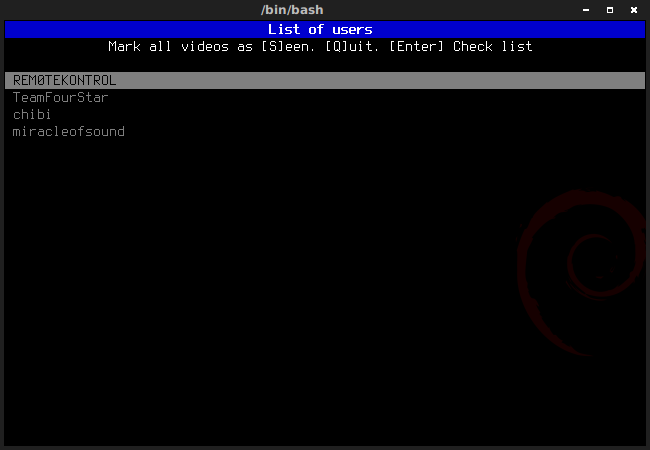 /bin/bash
List of users
Mark all videos as [S]een. [Q]uit. [Enter] Check list
REM0TEKONTROL
TeamFourStar
chibi
miracleofsound